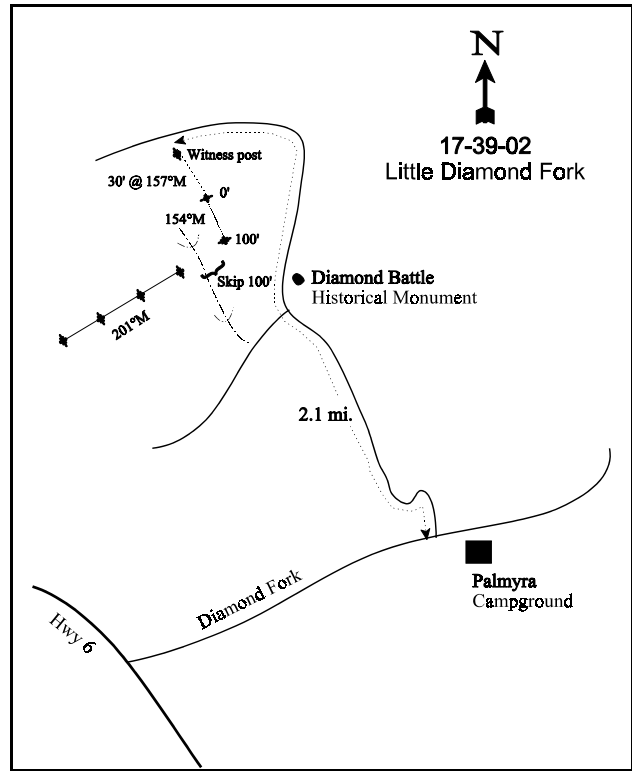 N
17-39-02
Little Diamond Fork
Witness post
30' @ 157°M
0'
154°M
100'
Skip 100'
Diamond Battle
Historical Monument
201°M
2.1 mi.
Palmyra
Campground
Diamond Fork
Hwy 6